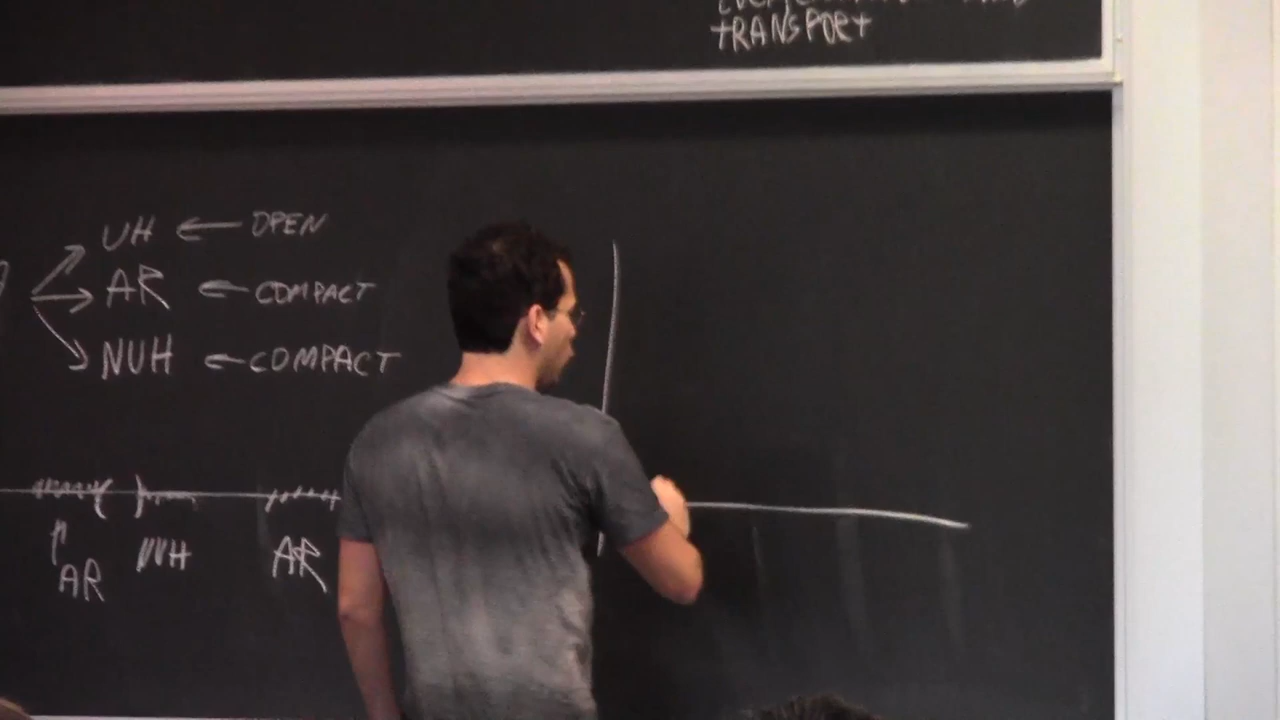 TRANSPORT
UH ← OPEN
AR ← COMPACT
NUH ← COMPACT
AR NUH AR